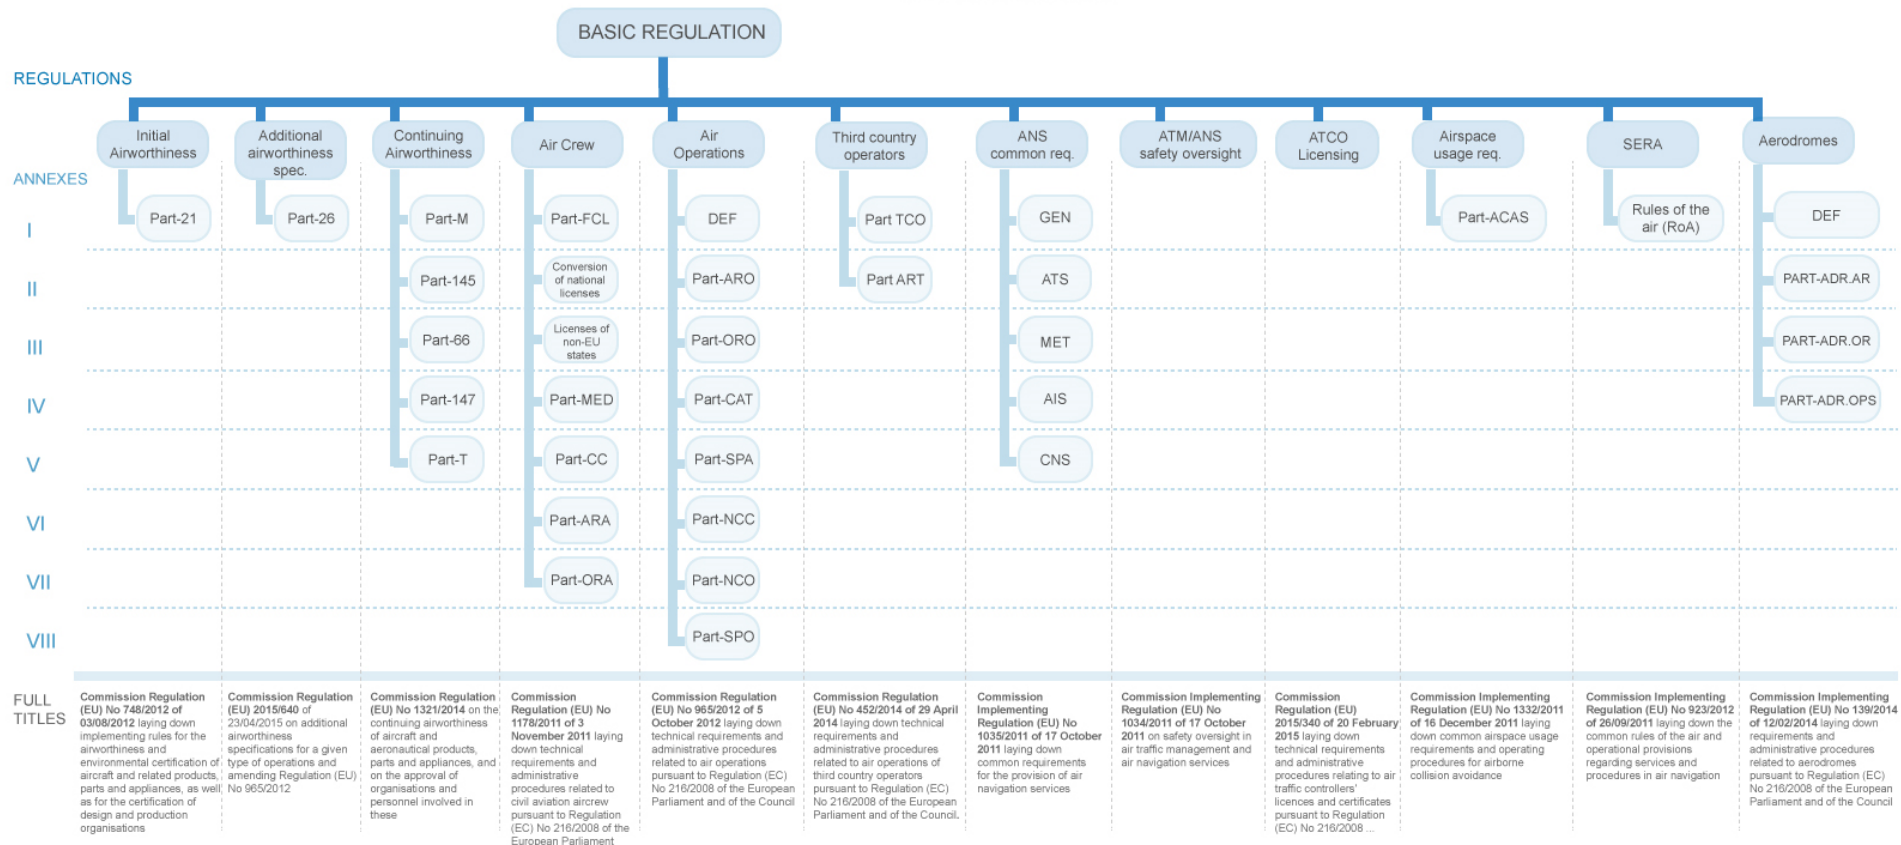 BASIC REGULATION
REGULATIONS
Initial
Airworthiness
Additional
airworthiness
spec.
Continuing
Airworthiness
Air Crew
Air
Operations
Third country
operators
ANS
common req.
ATM/ANS
safety oversight
ATCO
Licensing
Airspace
usage req.
SERA
Aerodromes
ANNEXES
I
Part-21
Part-26
Part-M
Part-FCL
DEF
Part TCO
GEN
Part-ACAS
Rules of the
air (RoA)
DEF
II
Part-145
Conversion
of national
licenses
Part-ARO
Part ART
ATS
PART-ADR.AR
III
Part-66
Licenses of
non-EU
states
Part-ORO
MET
PART-ADR.OR
IV
Part-147
Part-MED
Part-CAT
AIS
PART-ADR.OPS
V
Part-T
Part-CC
Part-SPA
CNS
VI
Part-ARA
Part-NCC
VII
Part-ORA
Part-NCO
VIII
Part-SPO
FULL
TITLES
Commission Regulation
(EU) No 748/2012 of
03/08/2012 laying down
implementing rules for the
airworthiness and
environmental certification of
aircraft and related products,
parts and appliances, as well
as for the certification of
design and production
organisations
Commission Regulation
(EU) 2015/640 of
23/04/2015 on additional
airworthiness
specifications for a given
type of operations and
amending Regulation (EU)
No 965/2012
Commission Regulation
(EU) No 1321/2014 on the
continuing airworthiness
of aircraft and
aeronautical products,
parts and appliances, and
on the approval of
organisations and
personnel involved in
these
Commission
Regulation (EU) No
1178/2011 of 3
November 2011 laying
down technical
requirements and
administrative
procedures related to
civil aviation aircrew
pursuant to Regulation
(EC) No 216/2008 of the
European Parliament
Commission Regulation
(EU) No 965/2012 of 5
October 2012 laying down
technical requirements and
administrative procedures
related to air operations
pursuant to Regulation (EC)
No 216/2008 of the European
Parliament and of the Council
Commission Regulation
(EU) No 452/2014 of 29 April
2014 laying down technical
requirements and
administrative procedures
related to air operations of
third country operators
pursuant to Regulation (EC)
No 216/2008 of the European
Parliament and of the Council.
Commission
Implementing
Regulation (EU) No
1035/2011 of 17 October
2011 laying down
common requirements
for the provision of air
navigation services
Commission Implementing
Regulation (EU) No
1034/2011 of 17 October
2011 on safety oversight in
air traffic management and
air navigation services
Commission
Regulation (EU)
2015/340 of 20 February
2015 laying down
technical requirements
and administrative
procedures relating to air
traffic controllers'
licences and certificates
pursuant to Regulation
(EC) No 216/2008 ...
Commission Implementing
Regulation (EU) No 1332/2011
of 16 December 2011 laying
down common airspace usage
requirements and operating
procedures for airborne
collision avoidance
Commission Implementing
Regulation (EU) No 923/2012
of 26/09/2011 laying down the
common rules of the air and
operational provisions
regarding services and
procedures in air navigation
Commission Implementing
Regulation (EU) No 139/2014
of 12/02/2014 laying down
requirements and
administrative procedures
related to aerodromes
pursuant to Regulation (EC)
No 216/2008 of the European
Parliament and of the Council